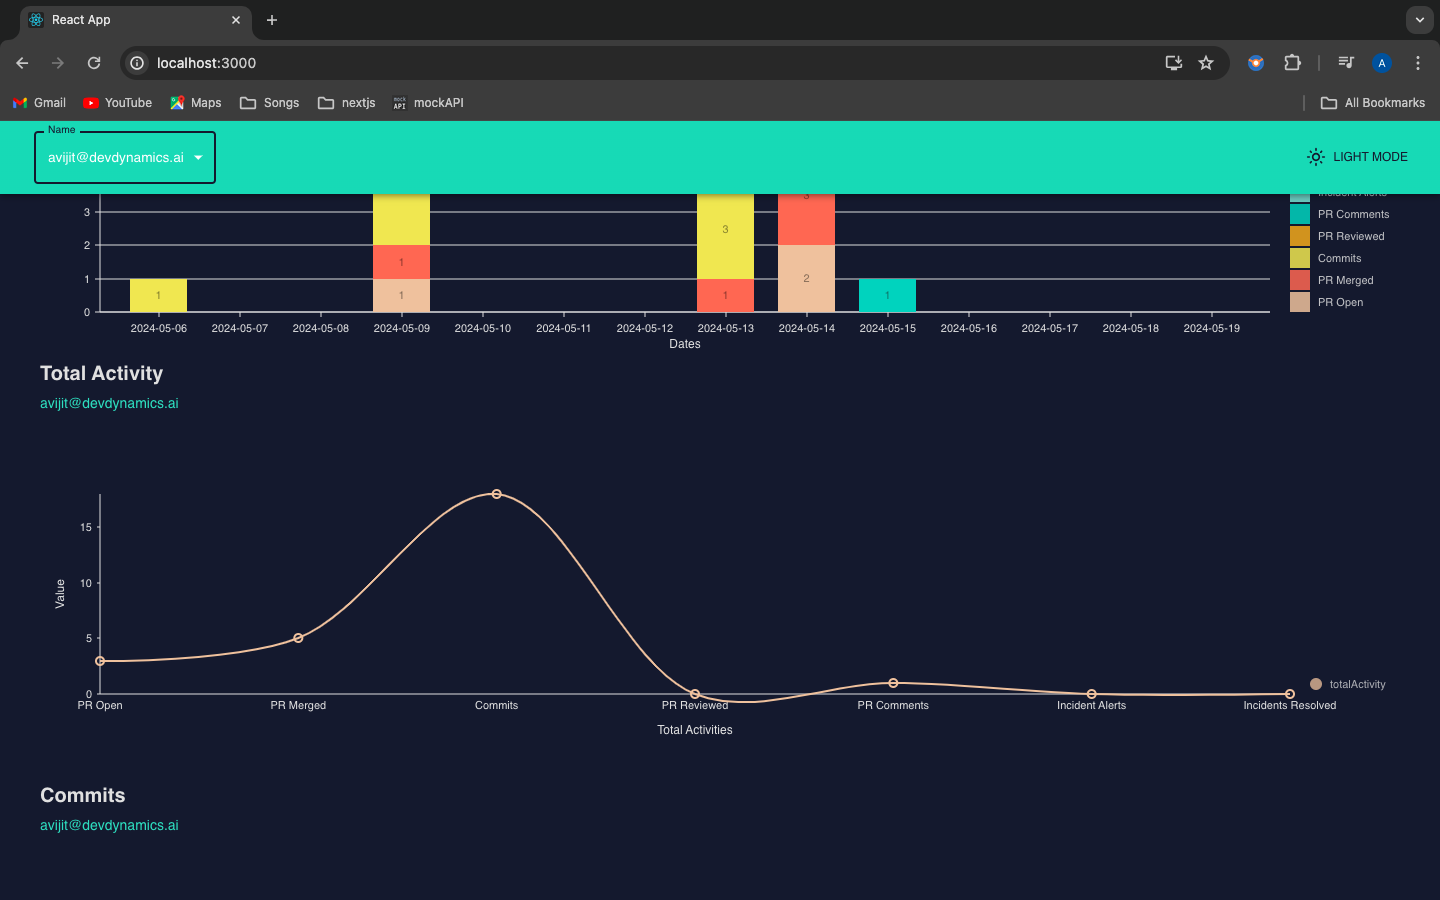 React App
localhost:3000
A
Gmail YouTube Maps Songs nextjs mock API mockAPI All Bookmarks
Name
avijit@devdynamics.ai
LIGHT MODE
Incident Alerts
3
3
PR Comments
3
PR Reviewed
2
Commits
1
2
1
PR Merged
1
1
1
1
PR Open
0
2024-05-06 2024-05-07 2024-05-08 2024-05-09 2024-05-10 2024-05-11 2024-05-12 2024-05-13 2024-05-14 2024-05-15 2024-05-16 2024-05-17 2024-05-18 2024-05-19
Dates
Total Activity
avijit@devdynamics.ai
15
10
Value
5
0
totalActivity
PR Open PR Merged Commits PR Reviewed PR Comments Incident Alerts Incidents Resolved
Total Activities
Commits
avijit@devdynamics.ai